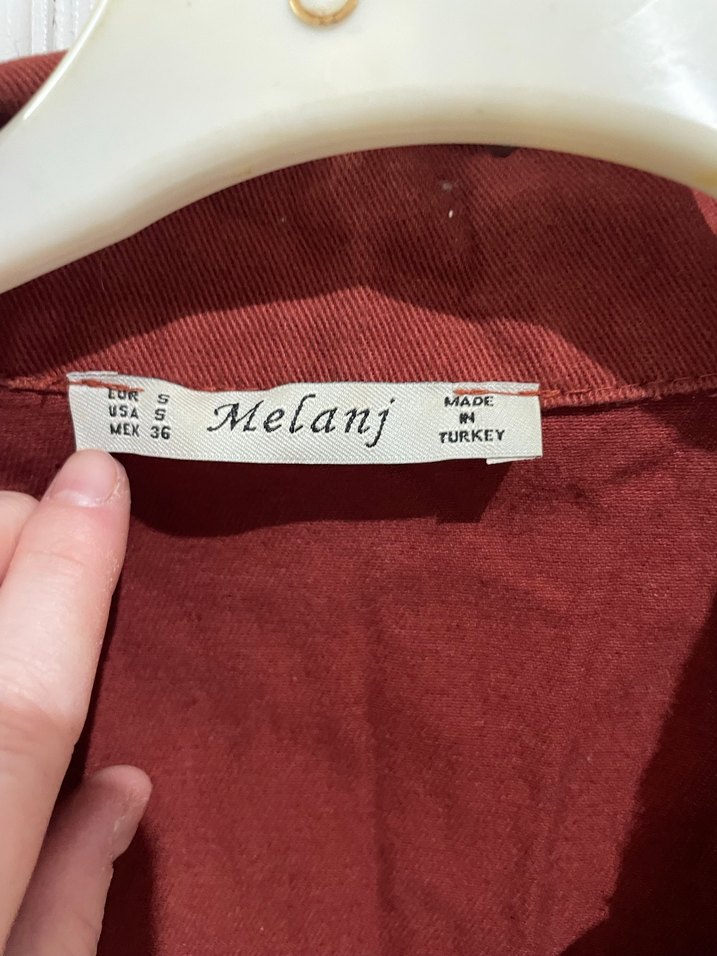 EUR S
USA S
MEX 36
Melanj
MADE
IN
TURKEY